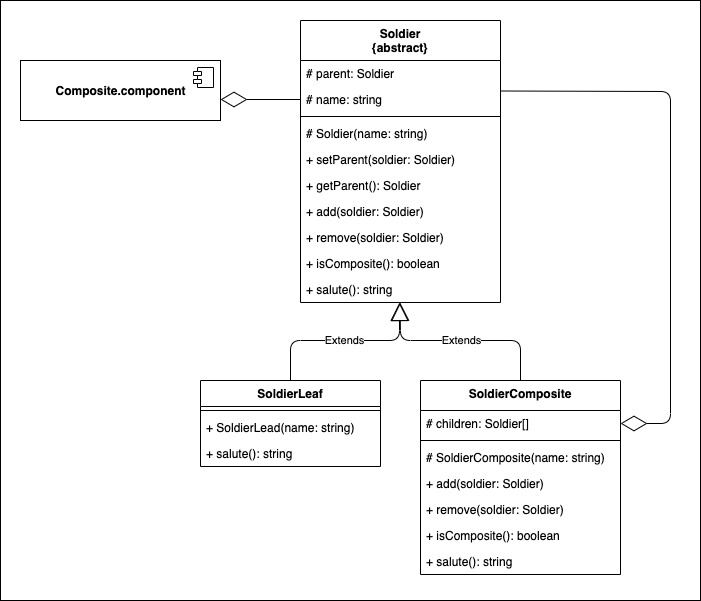 Soldier
{abstract}
# parent: Soldier
# name: string
# Soldier(name: string)
+ setParent(soldier: Soldier)
+ getParent(): Soldier
+ add(soldier: Soldier)
+ remove(soldier: Soldier)
+ isComposite(): boolean
+ salute(): string
Composite.component
Extends
Extends
SoldierLeaf
+ SoldierLead(name: string)
+ salute(): string
SoldierComposite
# children: Soldier[]
# SoldierComposite(name: string)
+ add(soldier: Soldier)
+ remove(soldier: Soldier)
+ isComposite(): boolean
+ salute(): string